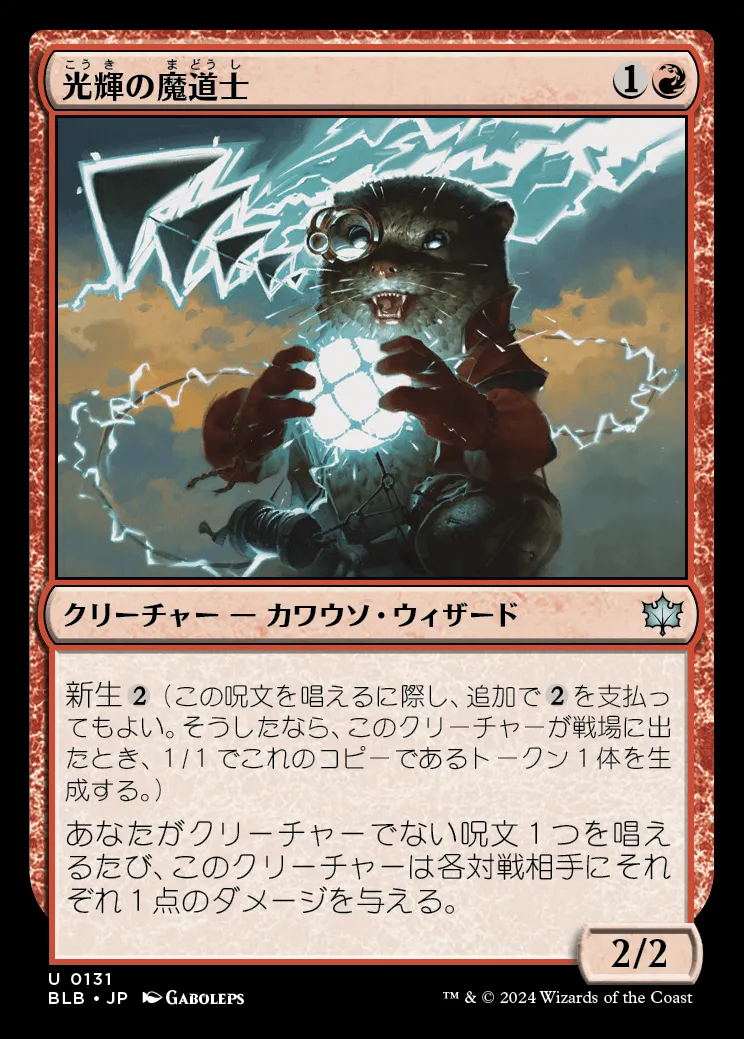 こうき まどうし
光輝の魔道士 1
クリーチャー — カワウソ・ウィザード
新生 2 （この呪文を唱えるに際し、追加で 2 を支払っ
てもよい。そうしたなら、このクリーチャーが戦場に出
たとき、1/1 でこれのコピーであるトークン 1 体を生
成する。）
あなたがクリーチャーでない呪文 1 つを唱え
るたび、このクリーチャーは各対戦相手にそれ
ぞれ 1 点のダメージを与える。
2/2
U 0131
BLB • JP GABOLEPS
™ & © 2024 Wizards of the Coast